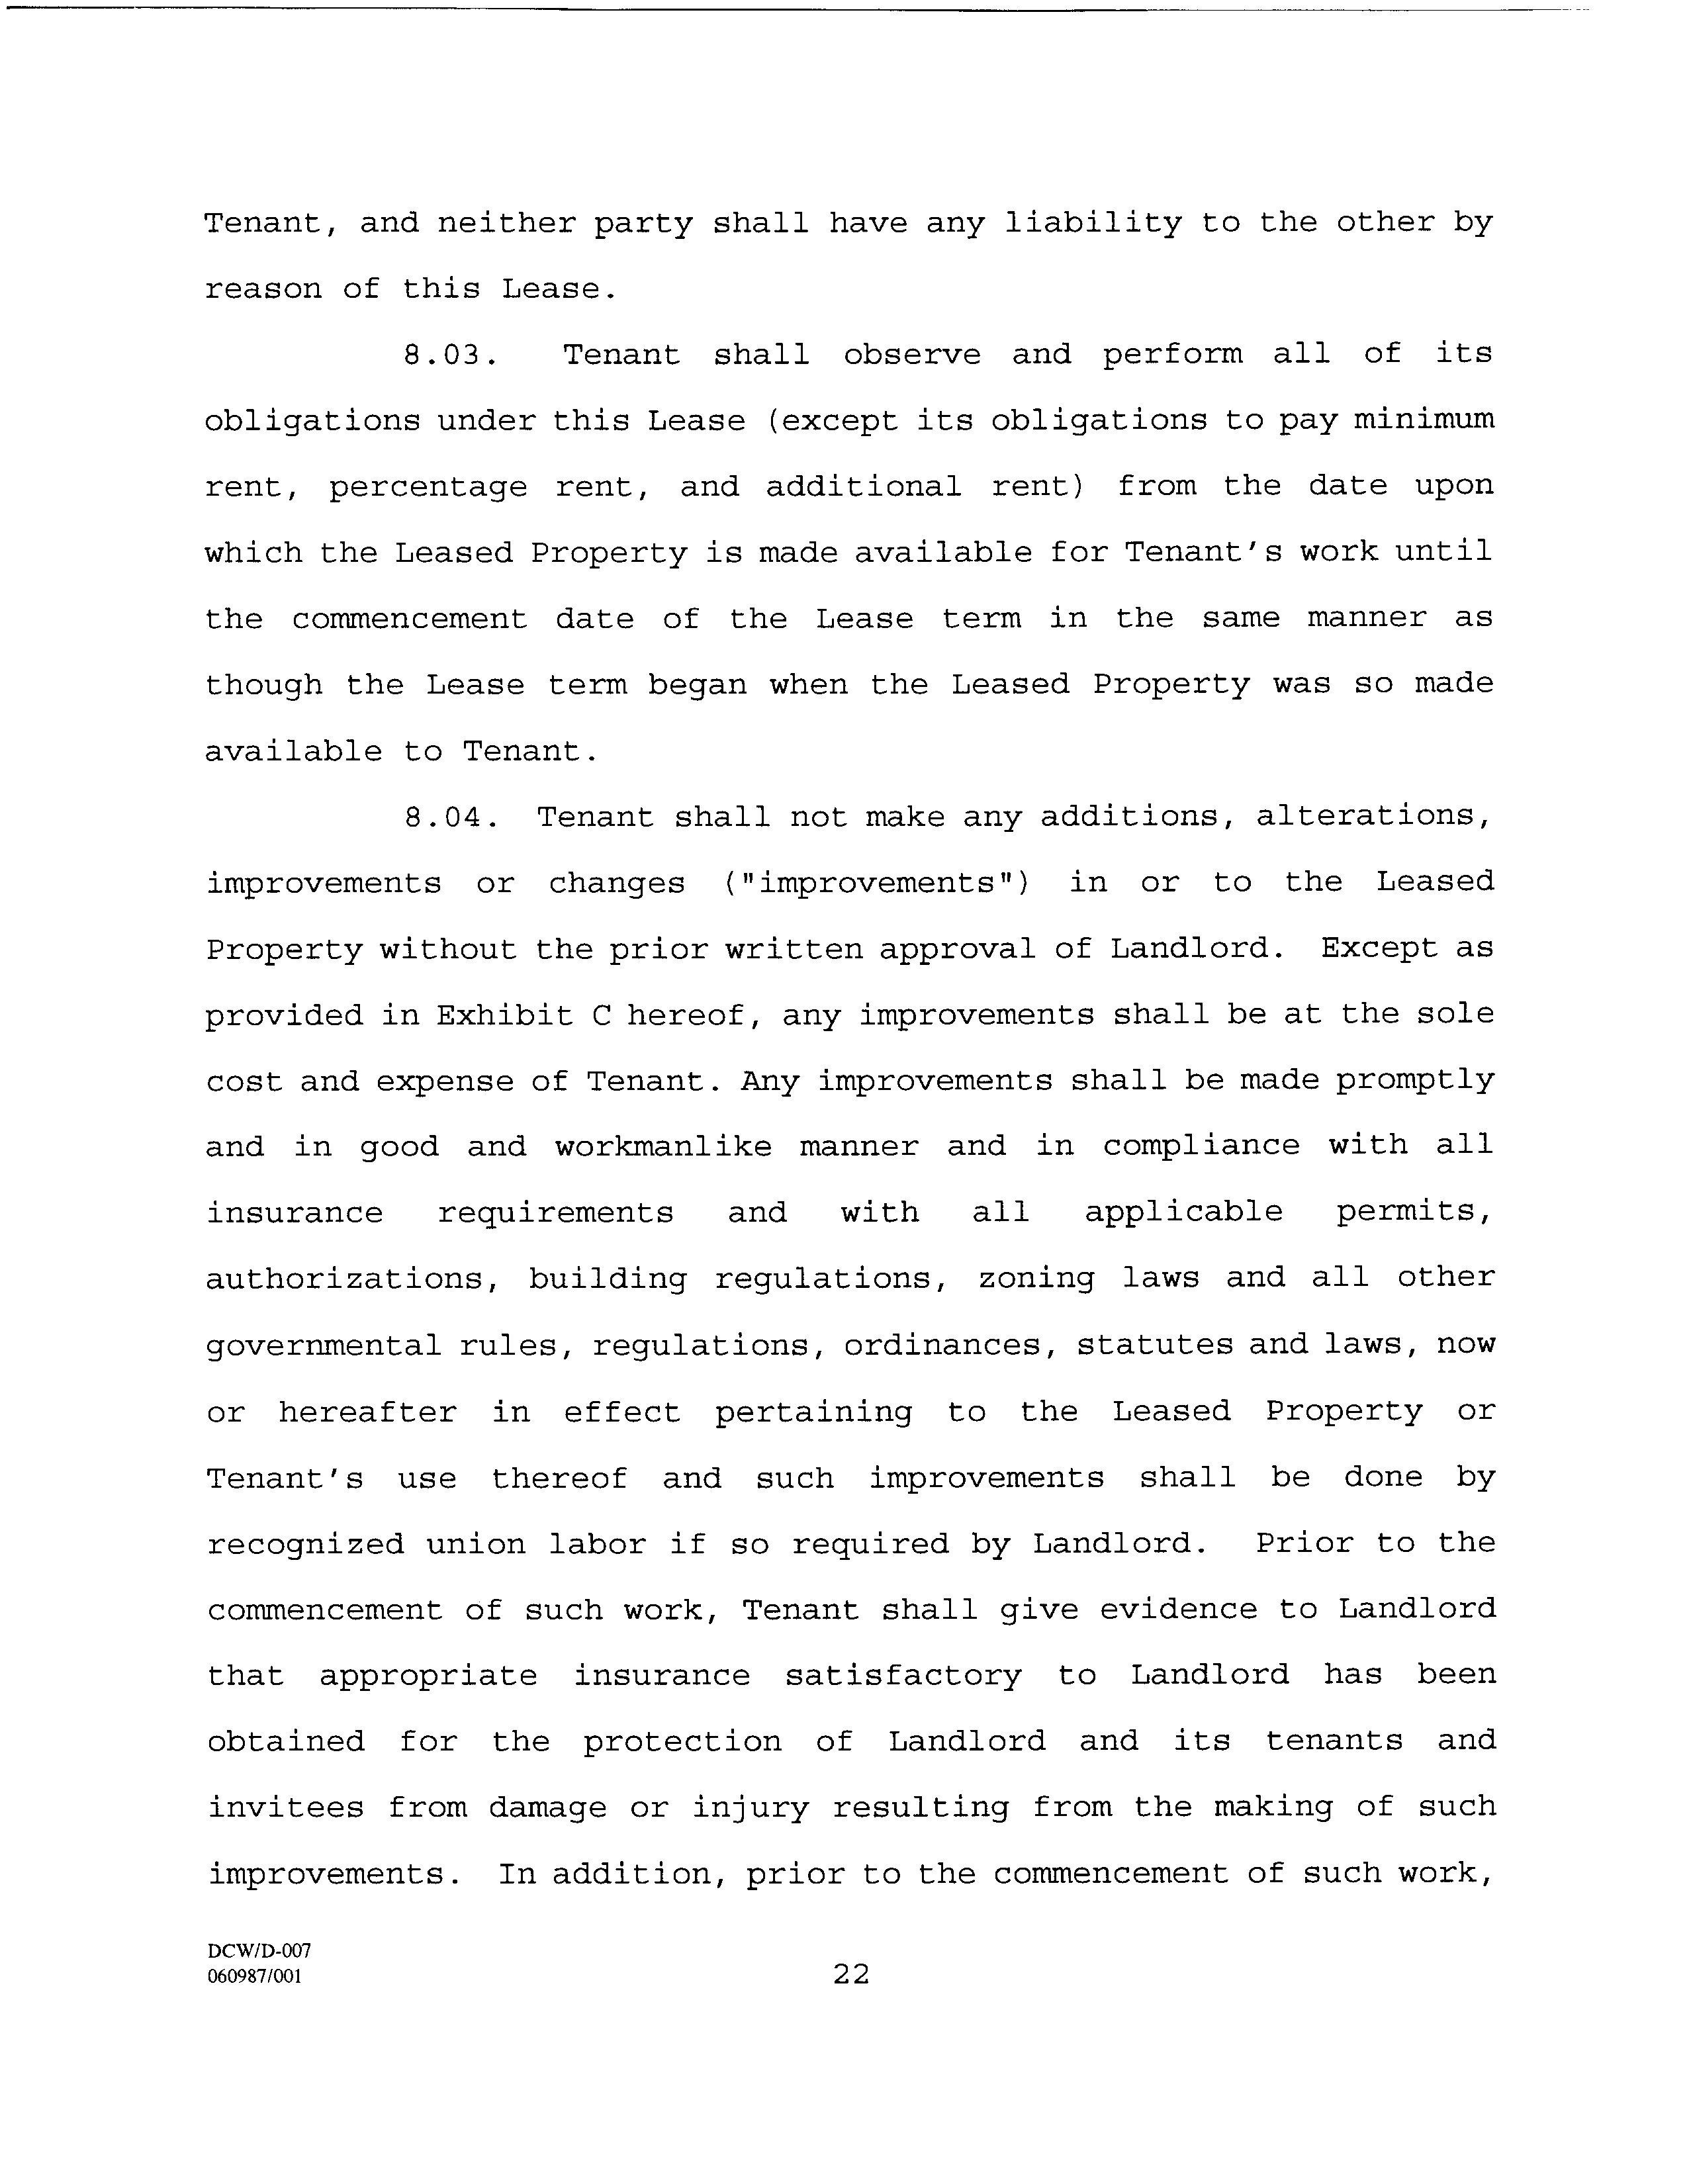 Tenant, and neither party shall have any liability to the other by
reason of this Lease.
8.03. Tenant shall observe and perform all of its
obligations under this Lease (except its obligations to pay minimum
rent, percentage rent, and additional rent) from the date upon
which the Leased Property is made available for Tenant's work until
the commencement date of the Lease term in the same manner as
though the Lease term began when the Leased Property was so made
available to Tenant.
8.04. Tenant shall not make any additions, alterations,
improvements or changes ("improvements") in or to the Leased
Property without the prior written approval of Landlord. Except as
provided in Exhibit C hereof, any improvements shall be at the sole
cost and expense of Tenant. Any improvements shall be made promptly
and in good and workmanlike manner and in compliance with all
insurance requirements and with all applicable permits,
authorizations, building regulations, zoning laws and all other
governmental rules, regulations, ordinances, statutes and laws, now
or hereafter in effect pertaining to the Leased Property or
Tenant's use thereof and such improvements shall be done by
recognized union labor if so required by Landlord. Prior to the
commencement of such work, Tenant shall give evidence to Landlord
that appropriate insurance satisfactory to Landlord has been
obtained for the protection of Landlord and its tenants and
invitees from damage or injury resulting from the making of such
improvements. In addition, prior to the commencement of such work,
DCW/D-007
060987/001
22